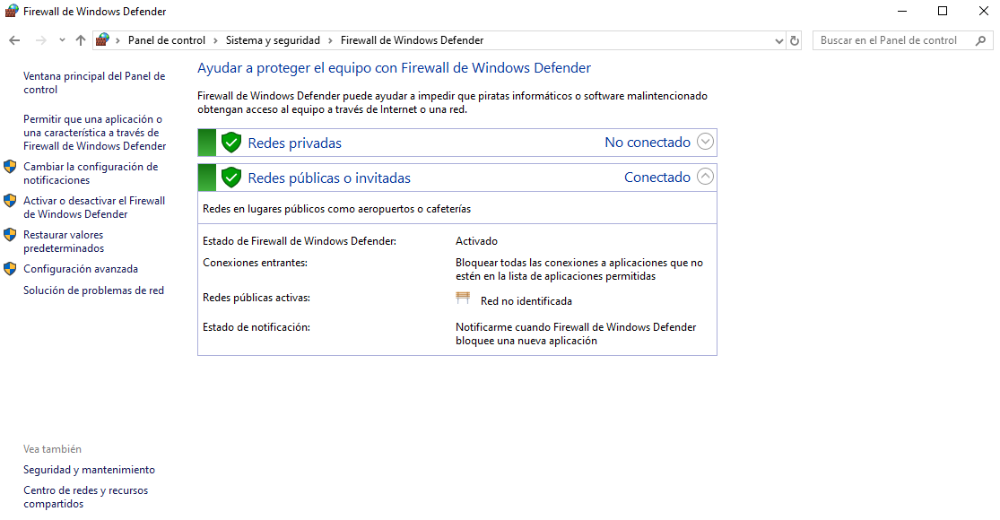 Firewall de Windows Defender
Panel de control > Sistema y seguridad > Firewall de Windows Defender
Buscar en el Panel de control
Ventana principal del Panel de
control
Permitir que una aplicación o
una característica a través de
Firewall de Windows Defender
Cambiar la configuración de
notificaciones
Activar o desactivar el Firewall
de Windows Defender
Restaurar valores
predeterminados
Configuración avanzada
Solución de problemas de red
Ayudar a proteger el equipo con Firewall de Windows Defender
Firewall de Windows Defender puede ayudar a impedir que piratas informáticos o software malintencionado
obtengan acceso al equipo a través de Internet o una red.
Redes privadas No conectado
Redes públicas o invitadas Conectado
Redes en lugares públicos como aeropuertos o cafeterías
Estado de Firewall de Windows Defender: Activado
Conexiones entrantes: Bloquear todas las conexiones a aplicaciones que no
estén en la lista de aplicaciones permitidas
Redes públicas activas: Red no identificada
Estado de notificación: Notificarme cuando Firewall de Windows Defender
bloquee una nueva aplicación
Vea también
Seguridad y mantenimiento
Centro de redes y recursos
compartidos